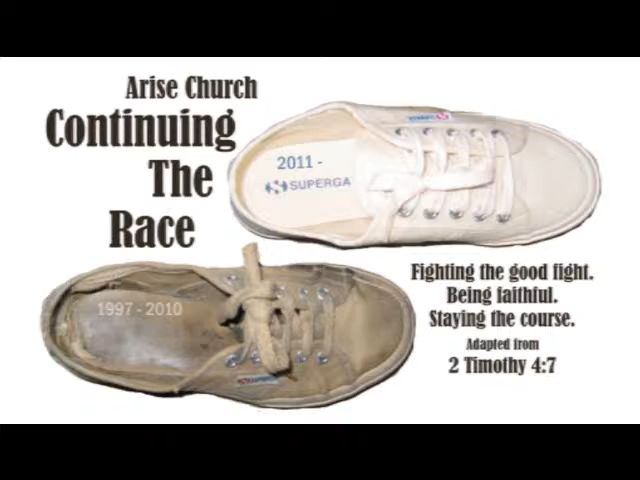 Arise Church
Continuing
The
Race
2011 -
SUPERGA
1997 - 2010
Fighting the good fight.
Being faithful.
Staying the course.
Adapted from
2 Timothy 4:7